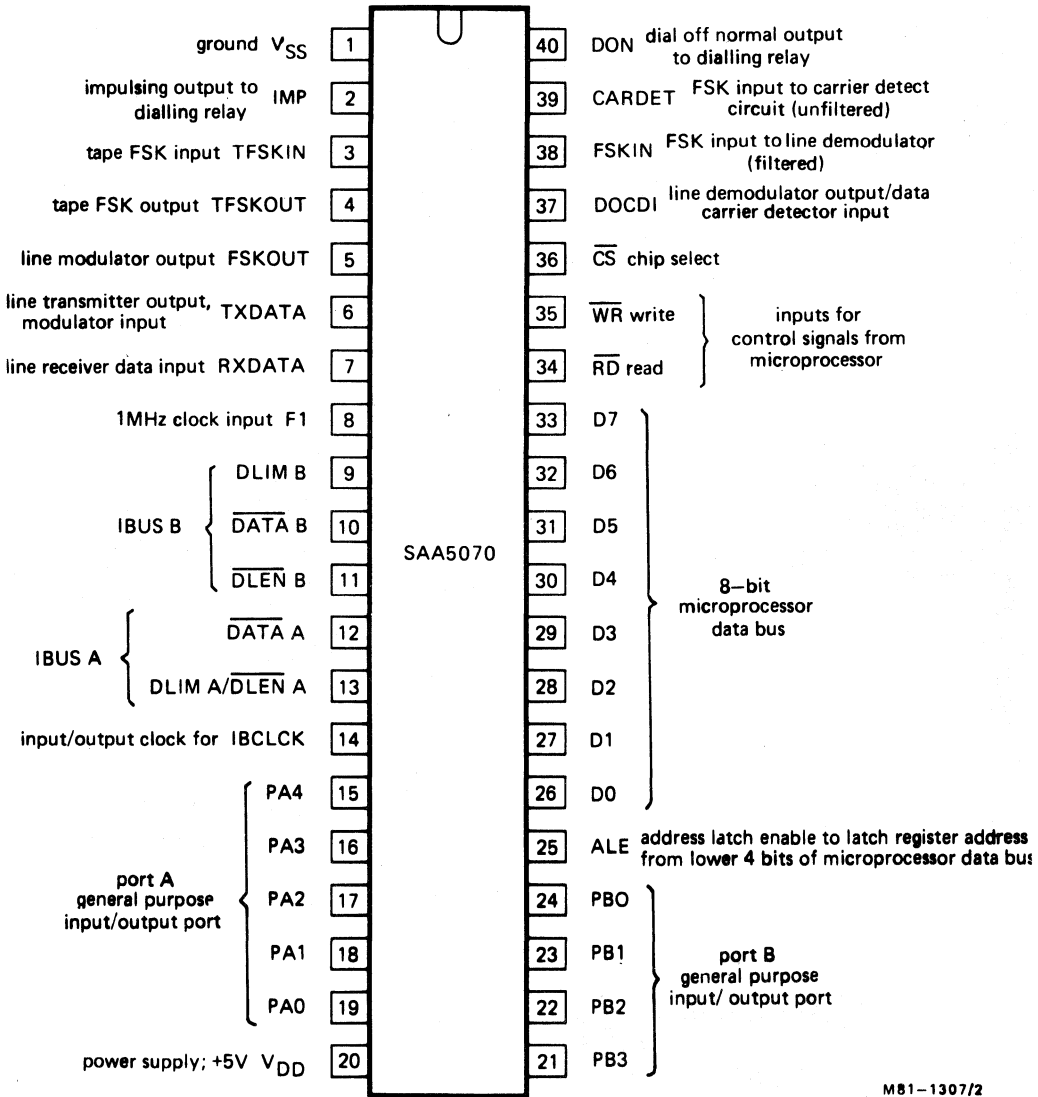 ground VSS 1
impulsing output to
dialling relay IMP 2
tape FSK input TFSKIN 3
tape FSK output TFSKOUT 4
line modulator output FSKOUT 5
line transmitter output,
modulator input TXDATA 6
line receiver data input RXDATA 7
1MHz clock input F1 8
IBUS B
DLIM B 9
DATA B 10
DLEN B 11
IBUS A
DATA A 12
DLIM A/DLEN A 13
input/output clock for IBCLCK 14
port A
general purpose
input/output port
PA4 15
PA3 16
PA2 17
PA1 18
PA0 19
power supply; +5V VDD 20
SAA5070
40 DON dial off normal output
to dialling relay
39 CARDET FSK input to carrier detect
circuit (unfiltered)
38 FSKIN FSK input to line demodulator
(filtered)
37 DOCDI line demodulator output/data
carrier detector input
36 CS chip select
35 WR write
34 RD read
inputs for
control signals from
microprocessor
33 D7
32 D6
31 D5
30 D4
29 D3
28 D2
27 D1
26 D0
8-bit
microprocessor
data bus
25 ALE address latch enable to latch register address
from lower 4 bits of microprocessor data bus
24 PB0
23 PB1
22 PB2
21 PB3
port B
general purpose
input/ output port
M81-1307/2